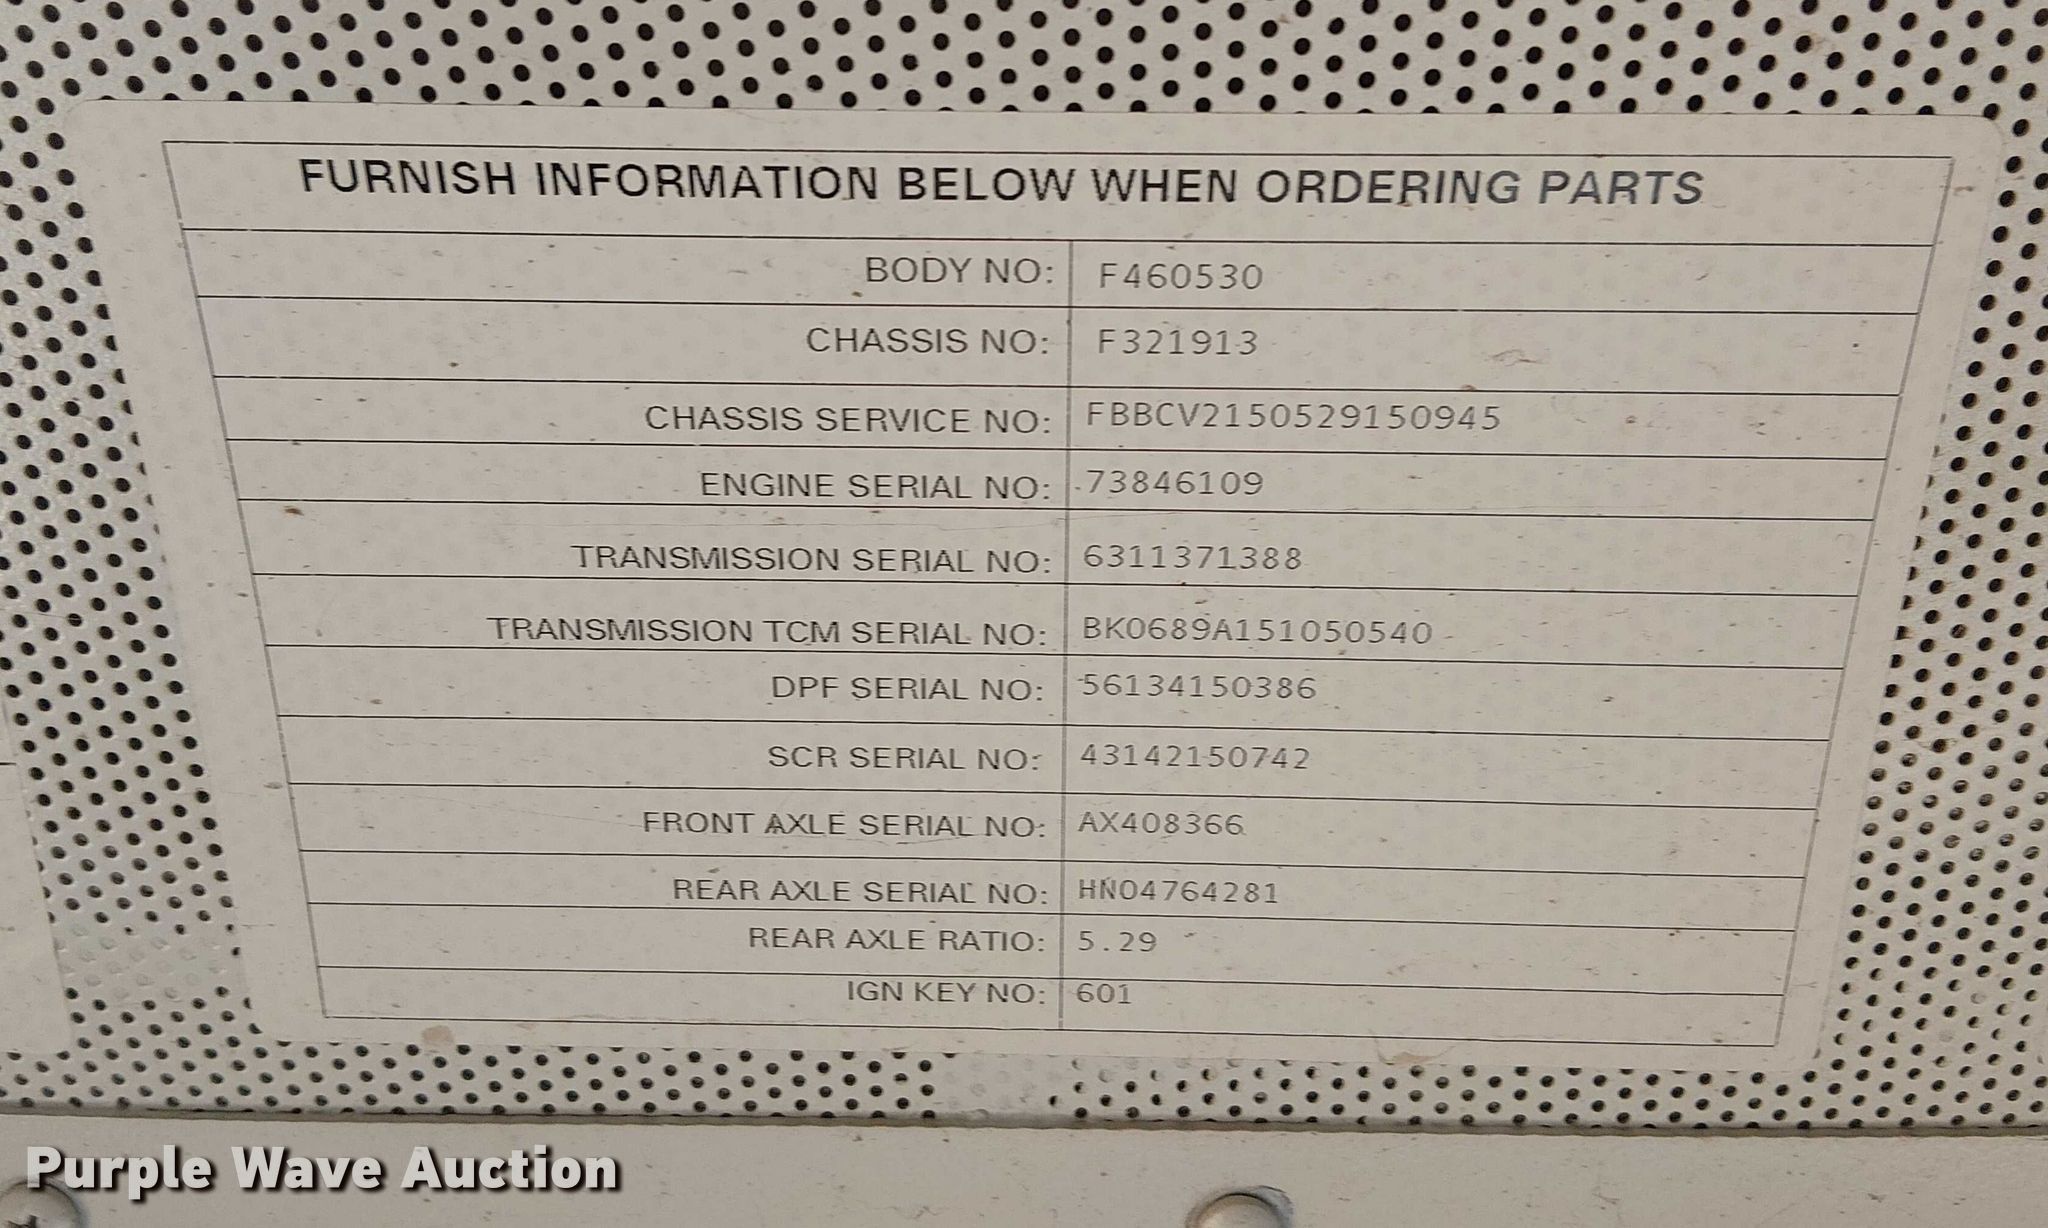 FURNISH INFORMATION BELOW WHEN ORDERING PARTS
BODY NO: F460530
CHASSIS NO: F321913
CHASSIS SERVICE NO: FBBCV2150529150945
ENGINE SERIAL NO: 73846109
TRANSMISSION SERIAL NO: 6311371388
TRANSMISSION TCM SERIAL NO: BK0689A151050540
DPF SERIAL NO: 56134150386
SCR SERIAL NO: 43142150742
FRONT AXLE SERIAL NO: AX408366
REAR AXLE SERIAL NO: HN04764281
REAR AXLE RATIO: 5.29
IGN KEY NO: 601
Purple Wave Auction